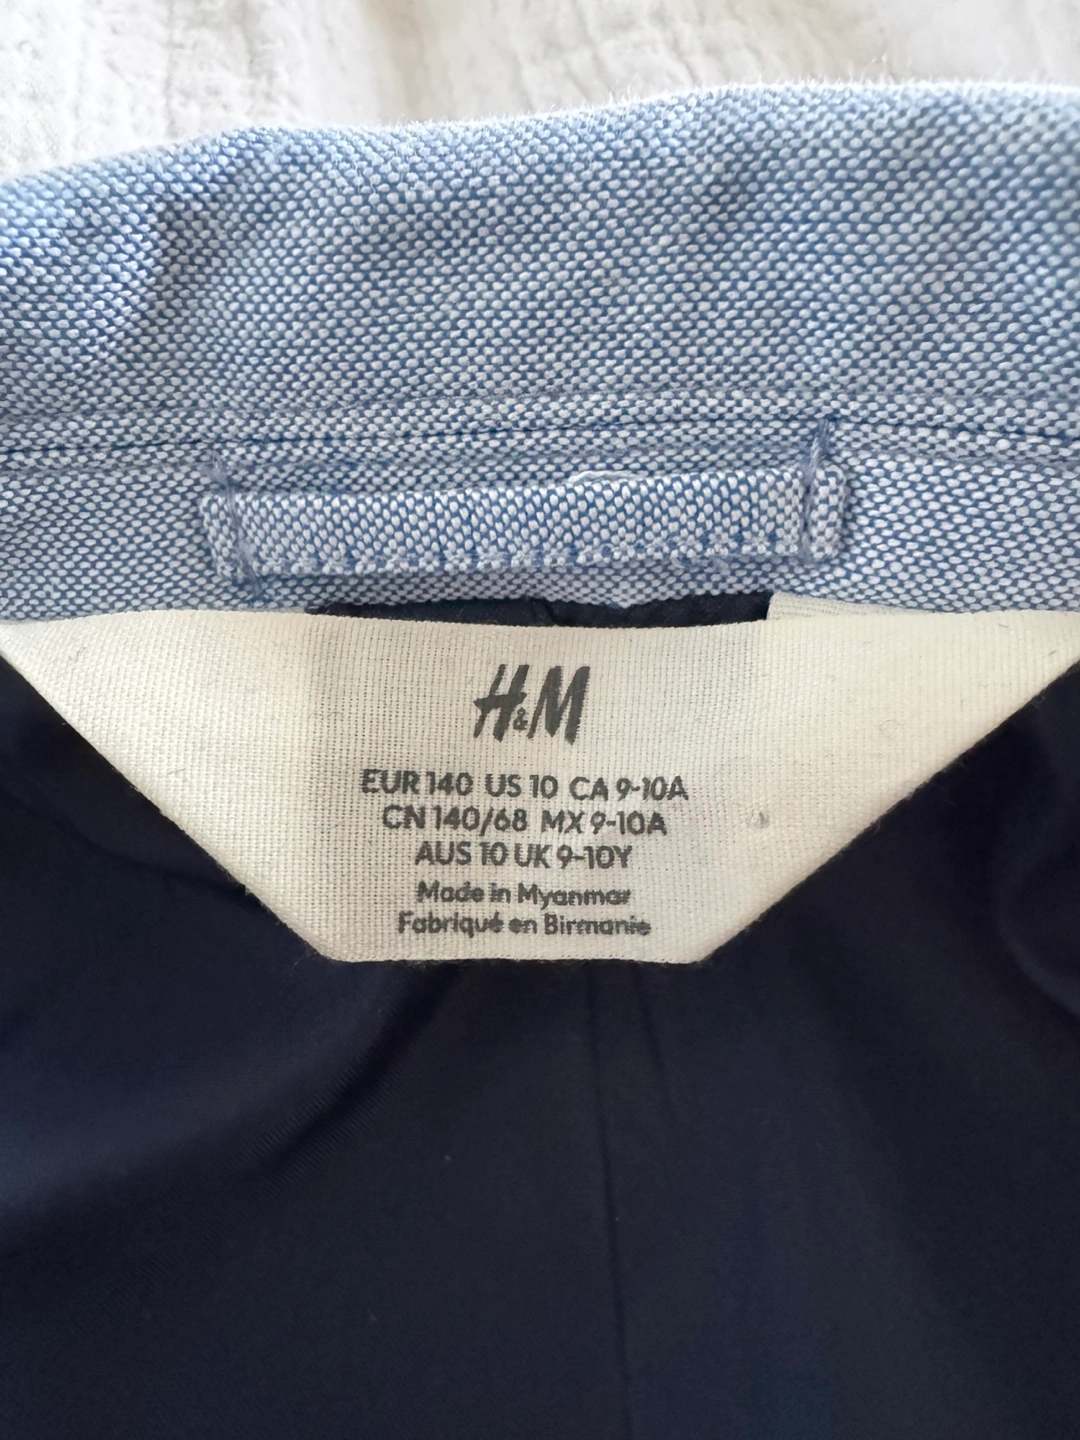 H&M
EUR 140 US 10 CA 9-10A
CN 140/68 MX 9-10A
AUS 10 UK 9-10Y
Made in Myanmar
Fabriqué en Birmanie